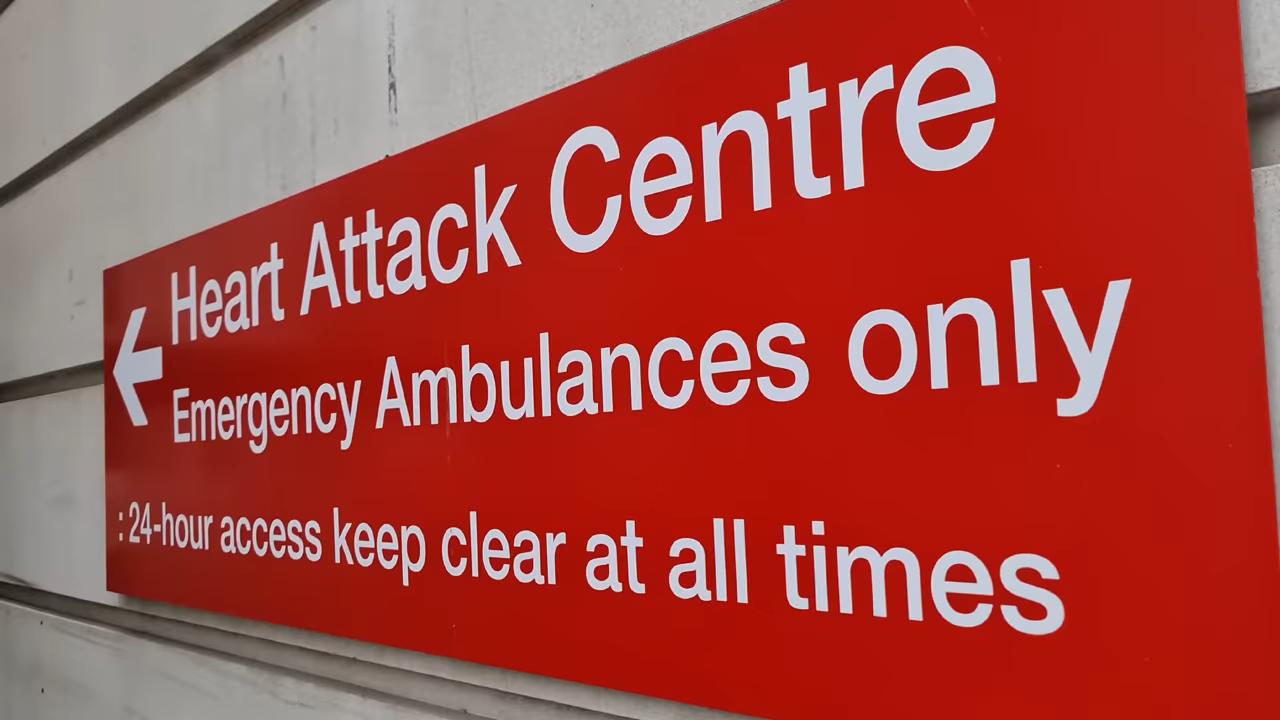 Heart Attack Centre
Emergency Ambulances only
: 24-hour access keep clear at all times